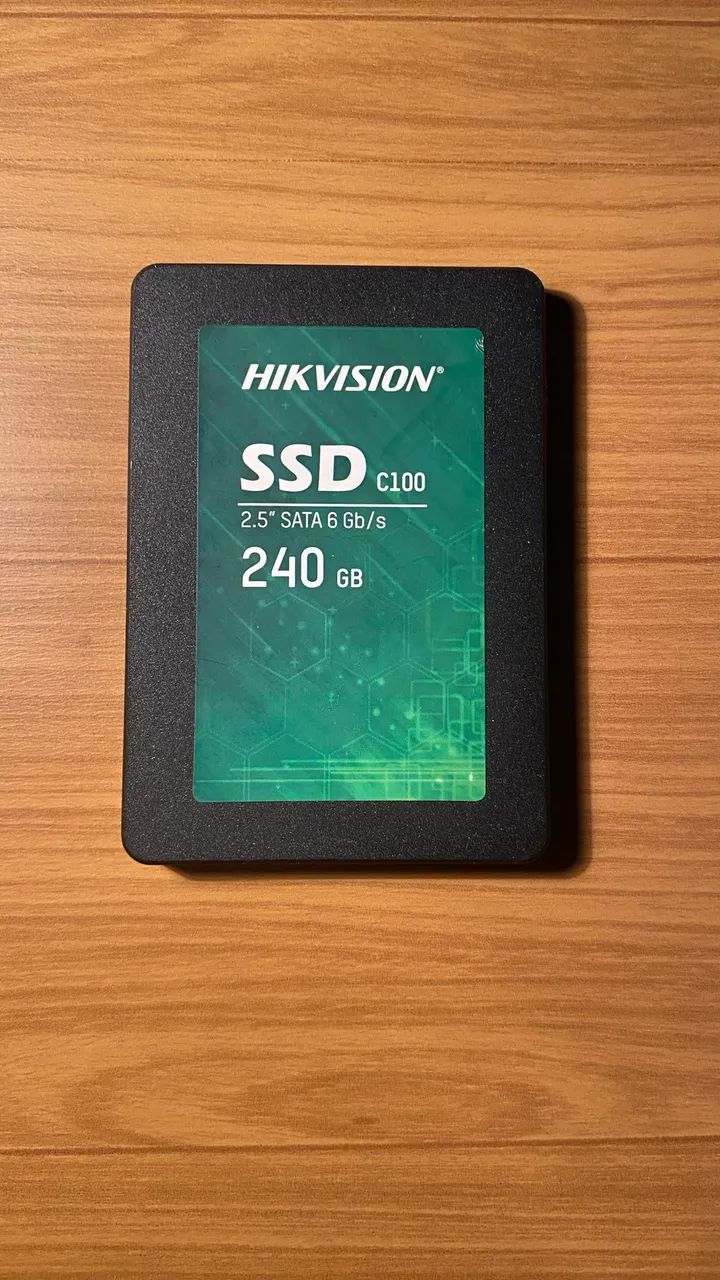 HIKVISION®
SSD C100
2.5" SATA 6 Gb/s
240 GB